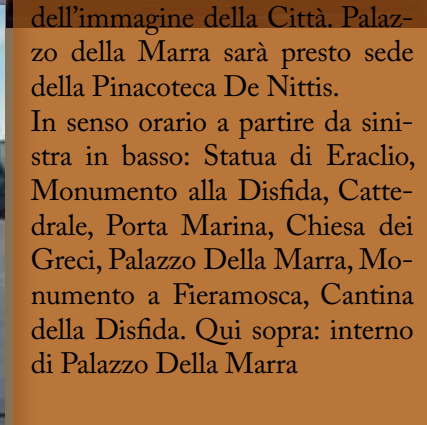 dell'immagine della Città. Palaz-
zo della Marra sarà presto sede
della Pinacoteca De Nittis.
In senso orario a partire da sini-
stra in basso: Statua di Eraclio,
Monumento alla Disfida, Catte-
drale, Porta Marina, Chiesa dei
Greci, Palazzo Della Marra, Mo-
numento a Fieramosca, Cantina
della Disfida. Qui sopra: interno
di Palazzo Della Marra